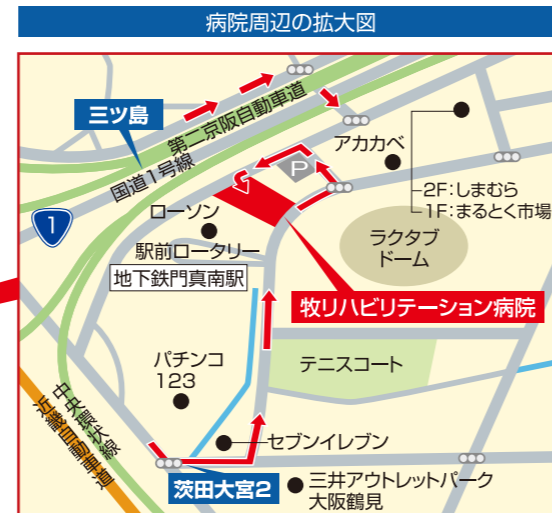 病院周辺の拡大図
三ツ島
第二京阪自動車道
国道1号線
1
アカカベ
P
2F:しまむら
1F:まるとく市場
ローソン
駅前ロータリー
地下鉄門真南駅
ラクタブ
ドーム
牧リハビリテーション病院
パチンコ
123
テニスコート
中央環状線
近畿自動車道
セブンイレブン
茨田大宮2
三井アウトレットパーク
大阪鶴見